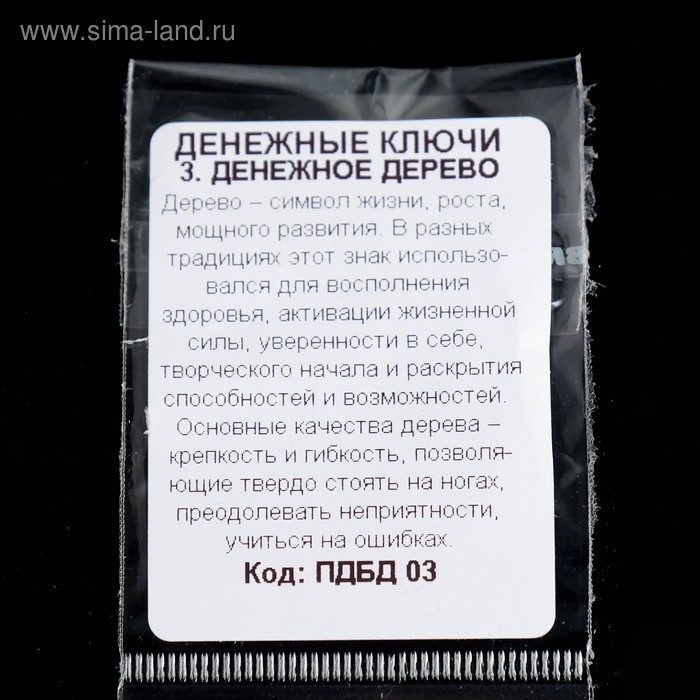 www.sima-land.ru
ДЕНЕЖНЫЕ КЛЮЧИ
3. ДЕНЕЖНОЕ ДЕРЕВО
Дерево – символ жизни, роста,
мощного развития. В разных
традициях этот знак использо-
вался для восполнения
здоровья, активации жизненной
силы, уверенности в себе,
творческого начала и раскрытия
способностей и возможностей.
Основные качества дерева –
крепкость и гибкость, позволя-
ющие твердо стоять на ногах,
преодолевать неприятности,
учиться на ошибках.
Код: ПДБД 03